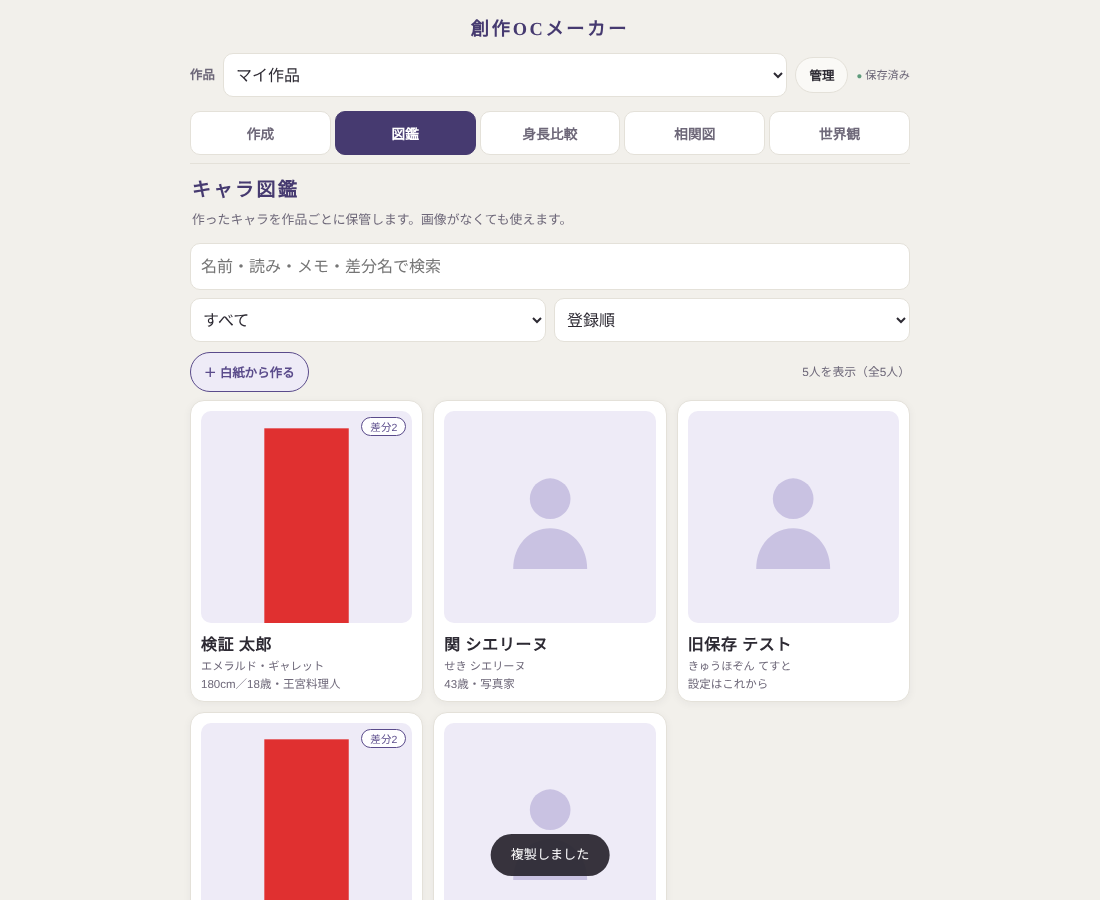 創作OCメーカー
作品
マイ作品
管理
保存済み
作成
図鑑
身長比較
相関図
世界観
キャラ図鑑
作ったキャラを作品ごとに保管します。画像がなくても使えます。
名前・読み・メモ・差分名で検索
すべて
登録順
＋ 白紙から作る
5人を表示（全5人）
差分2
検証 太郎
エメラルド・ギャレット
180cm／18歳・王宮料理人
関 シエリーヌ
せき シエリーヌ
43歳・写真家
旧保存 テスト
きゅうほぞん てすと
設定はこれから
差分2
複製しました